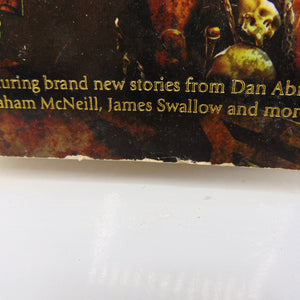 uring brand new stories from Dan Abn
aham McNeill, James Swallow and mor